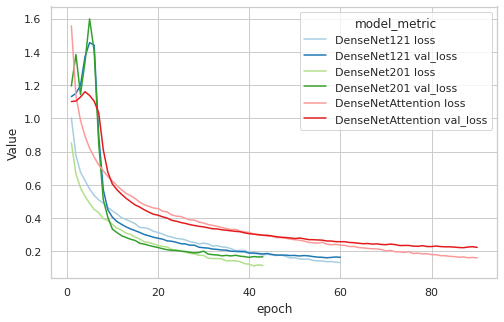 model_metric
DenseNet121 loss
DenseNet121 val_loss
DenseNet201 loss
DenseNet201 val_loss
DenseNetAttention loss
DenseNetAttention val_loss
Value
1.6
1.4
1.2
1.0
0.8
0.6
0.4
0.2
0 20 40 60 80
epoch